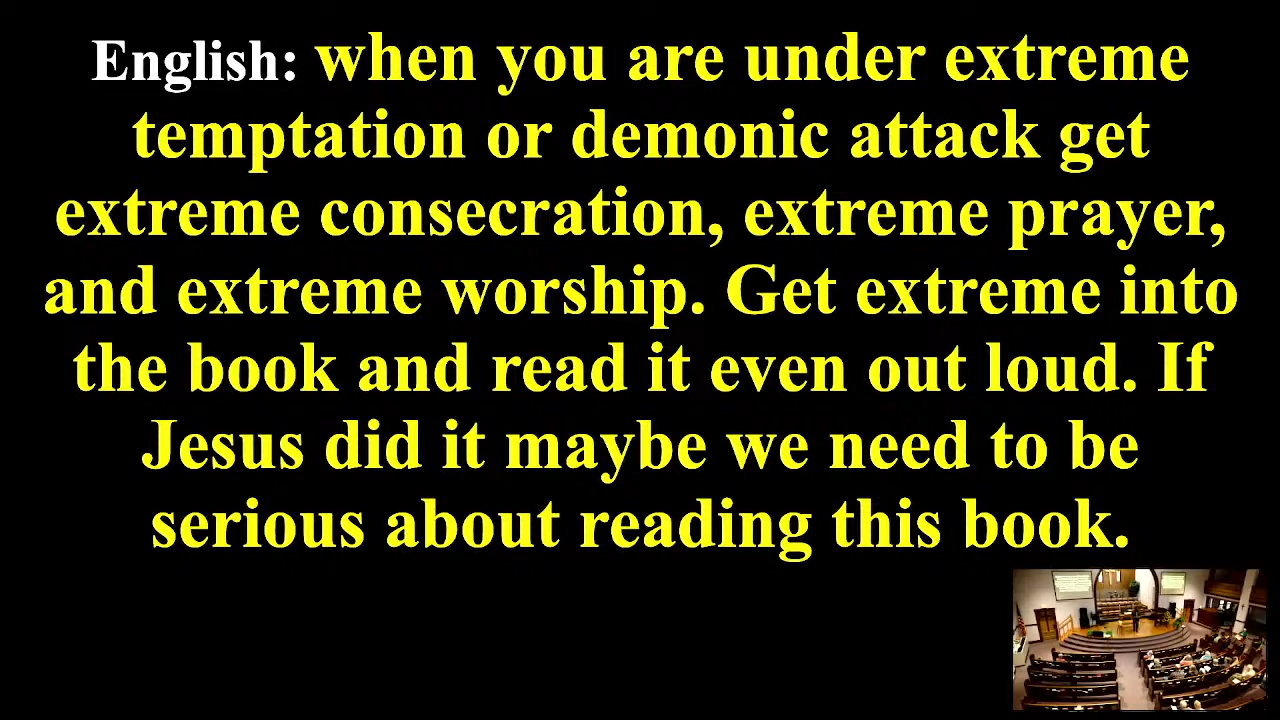 English: when you are under extreme
temptation or demonic attack get
extreme consecration, extreme prayer,
and extreme worship. Get extreme into
the book and read it even out loud. If
Jesus did it maybe we need to be
serious about reading this book.